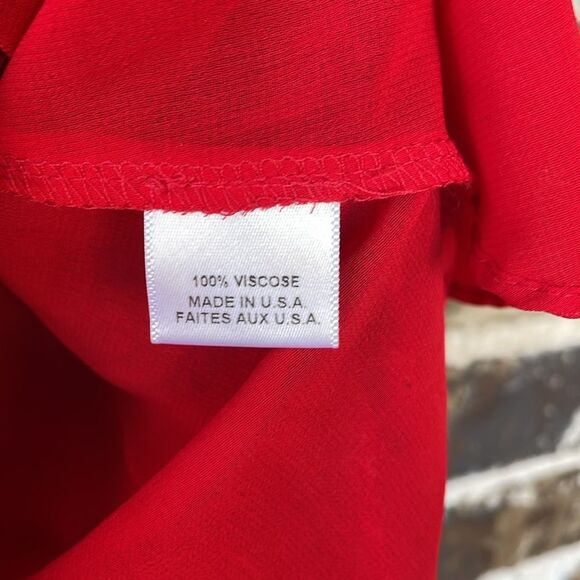 100% VISCOSE
MADE IN U.S.A.
FAITES AUX U.S.A.